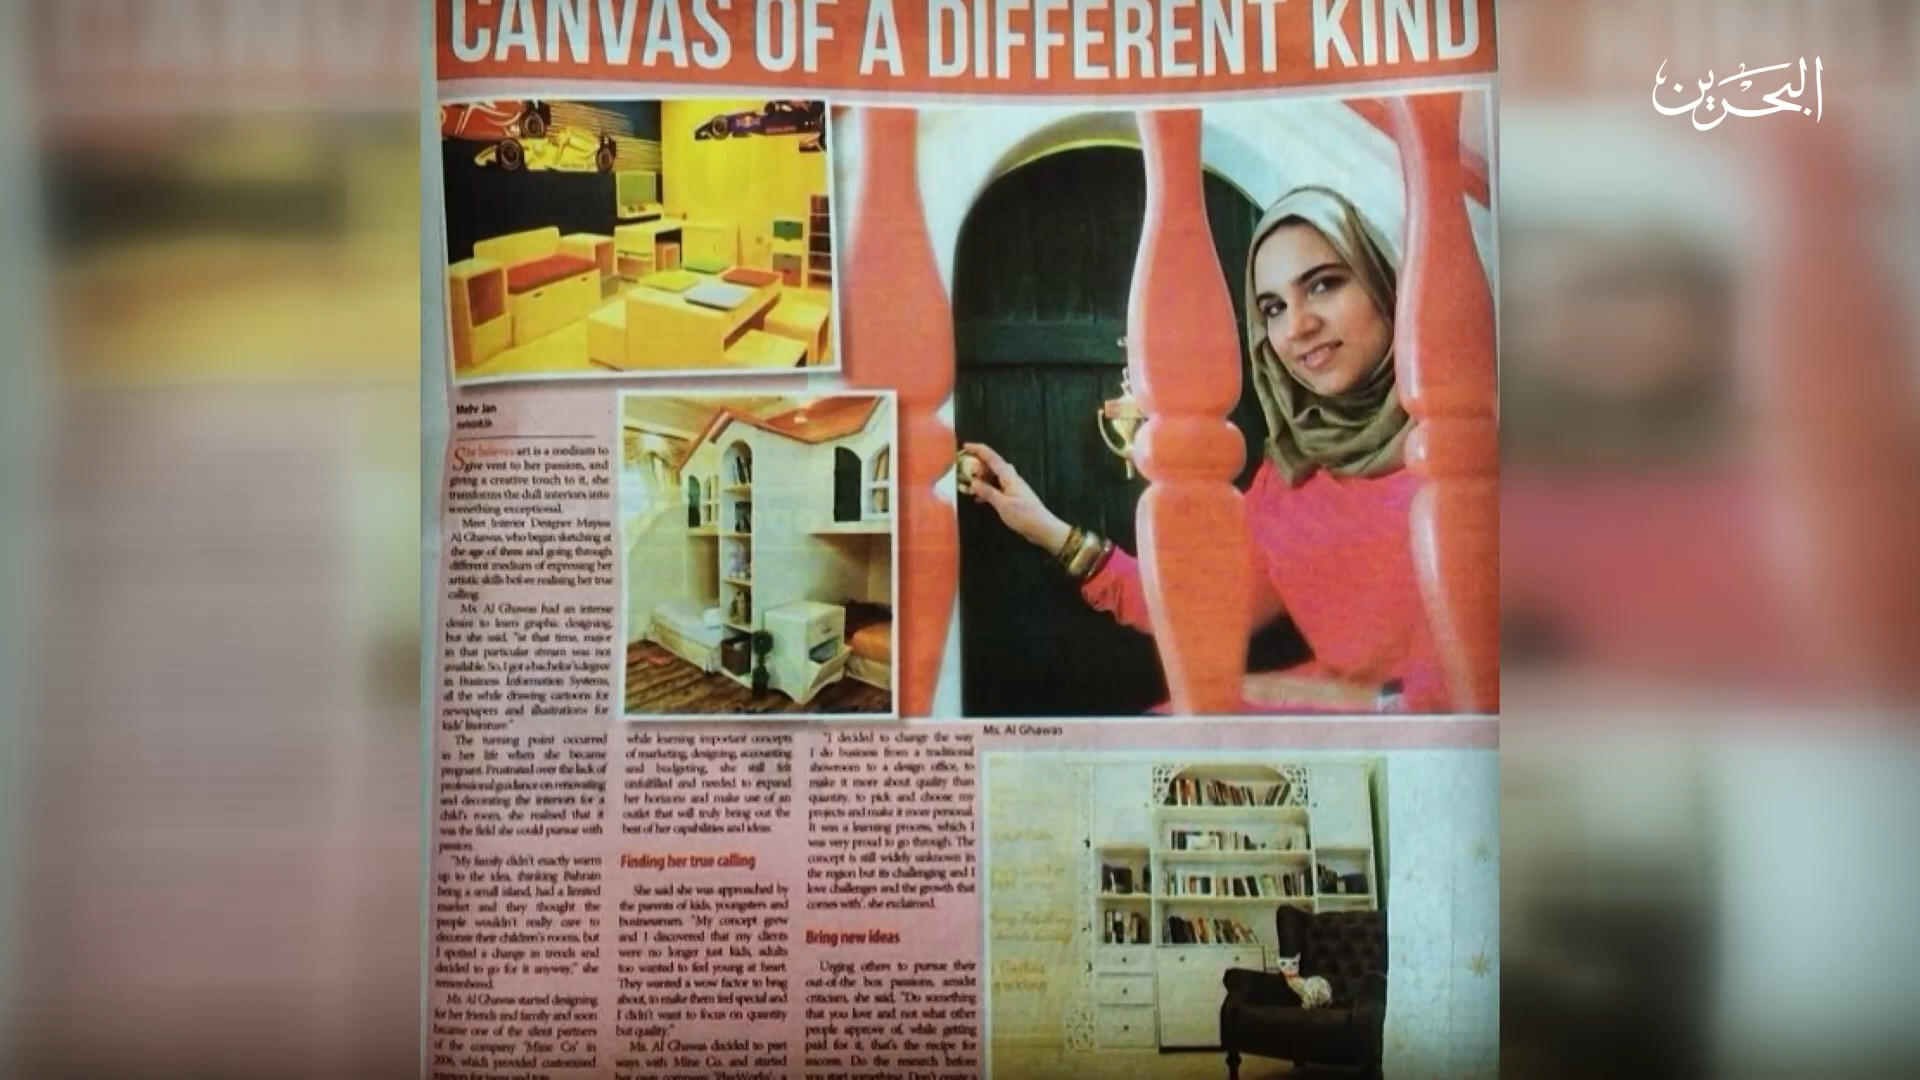 CANVAS OF A DIFFERENT KIND
البحرين
Ms. Al Ghawas
She believes art is a medium to
give vent to her passion, and
giving a creative touch to it, she
transforms the dull interiors into
something exceptional.
Meet Interior Designer Maysa
Al Ghawas, who began sketching at
the age of three and going through
different medium of expressing her
artistic skills before realising her true
calling.
Ms. Al Ghawas had an intense
desire to learn graphic designing,
but she said, "at that time, major
in that particular stream was not
available. So, I got a bachelor's degree
in Business Information Systems,
all the while drawing cartoons for
newspapers and illustrations for
kids' literature."
The turning point occurred
in her life when she became
pregnant. Frustrated over the lack of
professional guidance on renovating
and decorating the interiors for a
child's room, she realised that it
was the field she could pursue with
passion.
"My family didn't exactly warm
up to the idea, thinking Bahrain
being a small island, had a limited
market and they thought the
people wouldn't really care to
decorate their children's rooms, but
I spotted a change in trends and
decided to go for it anyway," she
remembered.
Ms. Al Ghawas started designing
for her friends and family and soon
became one of the silent partners
of the company 'Mine Co' in
2006, which provided customised
while learning important concepts
of marketing, designing, accounting
and budgeting, she still felt
unfulfilled and needed to expand
her horizons and make use of an
outlet that will truly bring out the
best of her capabilities and ideas.
Finding her true calling
She said she was approached by
the parents of kids, youngsters and
businessmen. "My concept grew
and I discovered that my clients
were no longer just kids, adults
too wanted to feel young at heart.
They wanted a wow factor to brag
about, to make them feel special and
I didn't want to focus on quantity
but quality."
Ms. Al Ghawas decided to part
ways with Mine Co. and started
"I decided to change the way
I do business from a traditional
showroom to a design office, to
make it more about quality than
quantity, to pick and choose my
projects and make it more personal.
It was a learning process, which I
was very proud to go through. The
concept is still widely unknown in
the region but its challenging and I
love challenges and the growth that
comes with", she exclaimed.
Bring new ideas
Urging others to pursue their
out-of-the box passions, amidst
criticism, she said, "Do something
that you love and not what other
people approve of, while getting
paid for it, that's the recipe for
success. Do the research before
you start something. Don't create a